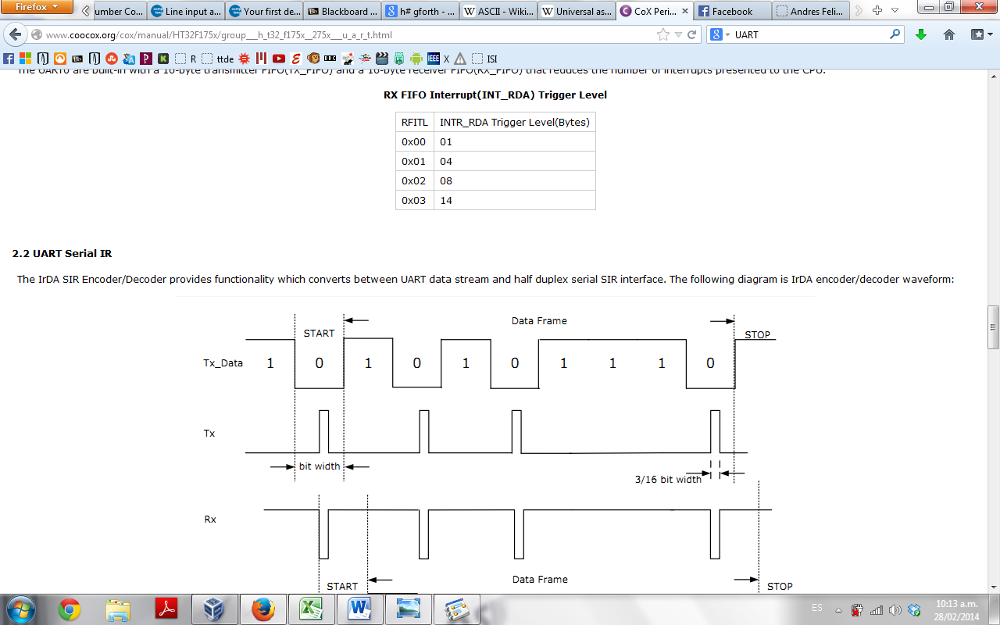 Firefox
umber Co...
Line input a...
Your first de...
Blackboard ...
h# gforth - ...
ASCII - Wiki...
Universal as...
CoX Peri...
Facebook
Andres Feli...
www.coocox.org/cox/manual/HT32F175x/group___h_t32_f175x__275x___u_a_r_t.html
UART
R
ttde
BBC
IEEE
X
ISI
The UART0 are built-in with a 16-byte transmitter FIFO(TX_FIFO) and a 16-byte receiver FIFO(RX_FIFO) that reduces the number of interrupts presented to the CPU.
RX FIFO Interrupt(INT_RDA) Trigger Level
RFITL INTR_RDA Trigger Level(Bytes)
0x00 01
0x01 04
0x02 08
0x03 14
2.2 UART Serial IR
The IrDA SIR Encoder/Decoder provides functionality which converts between UART data stream and half duplex serial SIR interface. The following diagram is IrDA encoder/decoder waveform:
Data Frame
START
STOP
Tx_Data 1 0 1 0 1 0 1 1 1 0
Tx
bit width
3/16 bit width
Rx
Data Frame
START
STOP
ES
10:13 a.m.
28/02/2014